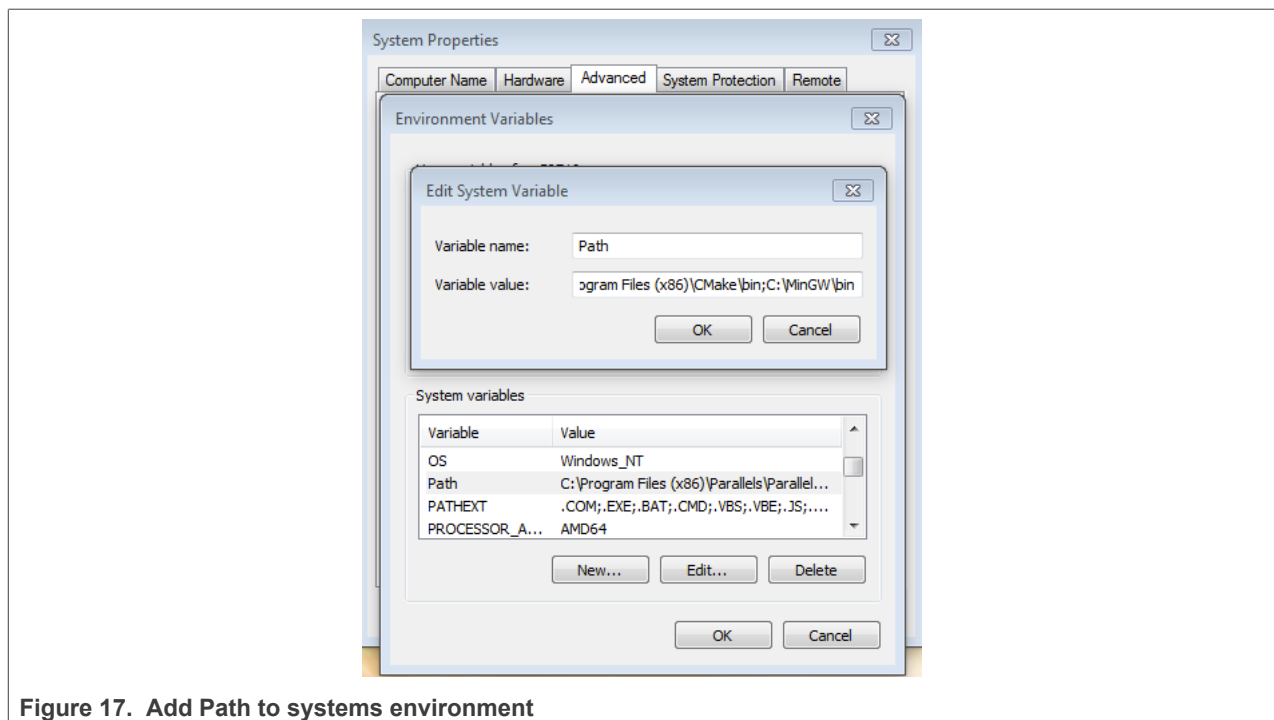 System Properties
Computer Name Hardware Advanced System Protection Remote
Environment Variables
Edit System Variable
Variable name: Path
Variable value: ogram Files (x86)\CMake\bin;C:\MinGW\bin
OK Cancel
System variables
Variable Value
OS Windows_NT
Path C:\Program Files (x86)\Parallels\Parallel...
PATHEXT .COM;.EXE;.BAT;.CMD;.VBS;.VBE;.JS;....
PROCESSOR_A... AMD64
New... Edit... Delete
OK Cancel
Figure 17. Add Path to systems environment